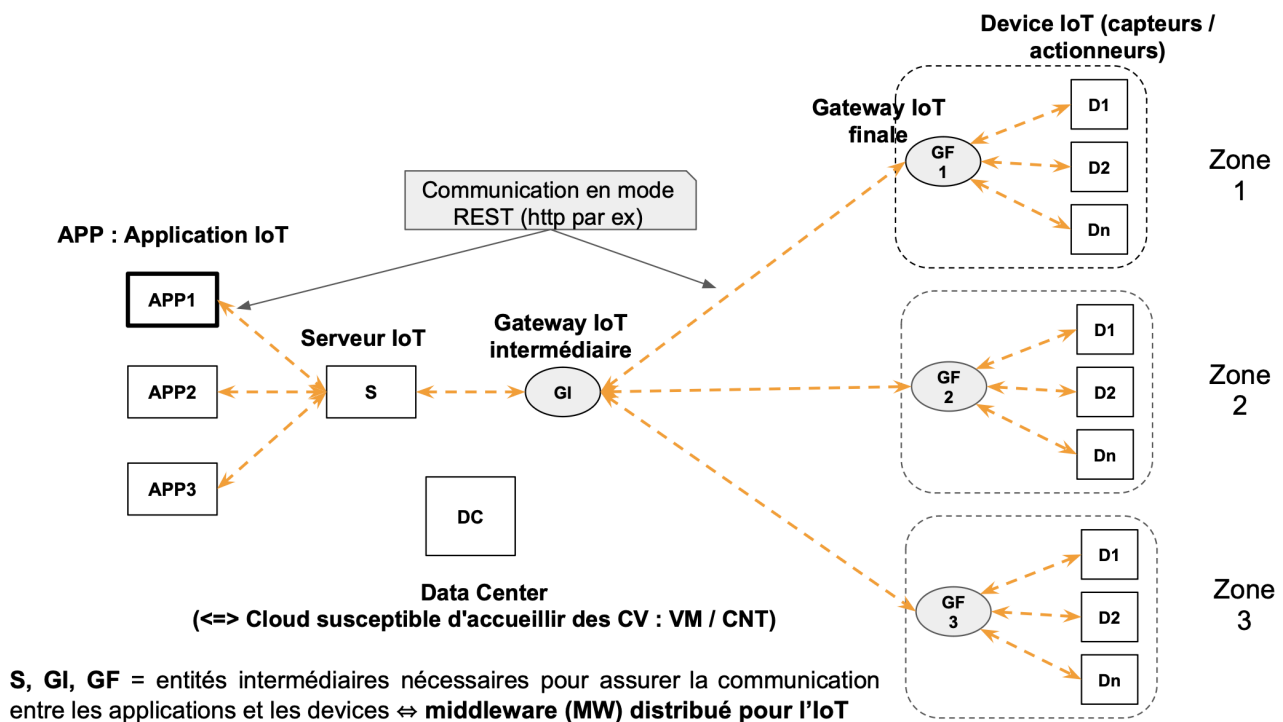 Device IoT (capteurs /
actionneurs)
Gateway IoT
finale
D1
GF
1
D2
Dn
Zone
1
Communication en mode
REST (http par ex)
APP : Application IoT
APP1
Serveur IoT
Gateway IoT
intermédiaire
APP2
S
GI
D1
GF
2
D2
Dn
Zone
2
APP3
DC
Data Center
(<=> Cloud susceptible d'accueillir des CV : VM / CNT)
D1
GF
3
D2
Dn
Zone
3
S, GI, GF = entités intermédiaires nécessaires pour assurer la communication
entre les applications et les devices ⇔ middleware (MW) distribué pour l’IoT